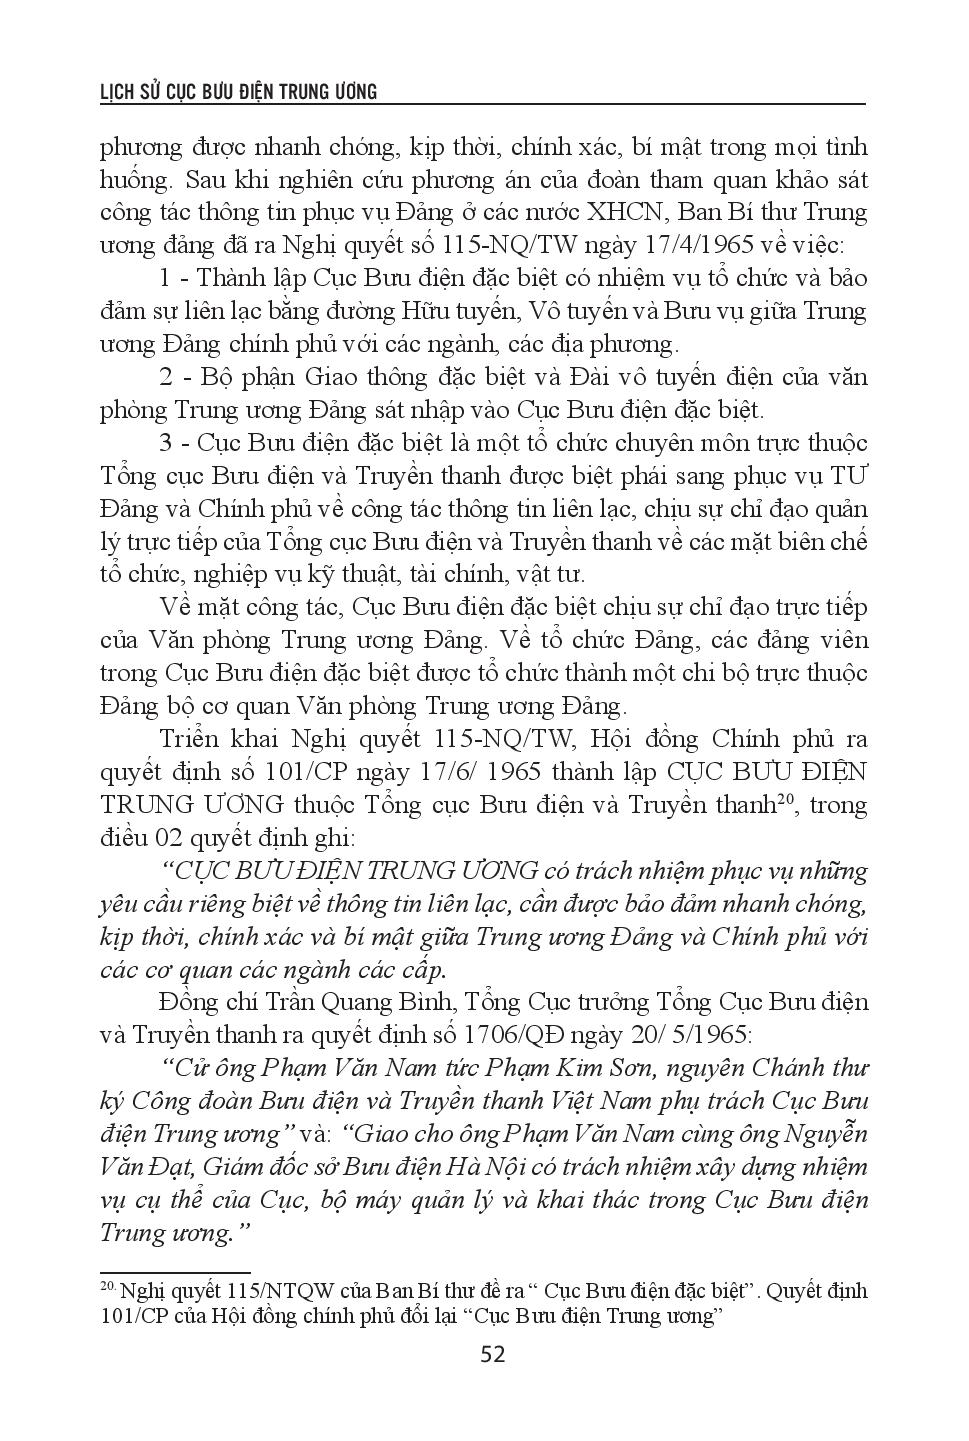 LỊCH SỬ CỤC BƯU ĐIỆN TRUNG ƯƠNG
phương được nhanh chóng, kịp thời, chính xác, bí mật trong mọi tình
huống. Sau khi nghiên cứu phương án của đoàn tham quan khảo sát
công tác thông tin phục vụ Đảng ở các nước XHCN, Ban Bí thư Trung
ương đảng đã ra Nghị quyết số 115-NQ/TW ngày 17/4/1965 về việc:
1 - Thành lập Cục Bưu điện đặc biệt có nhiệm vụ tổ chức và bảo
đảm sự liên lạc bằng đường Hữu tuyến, Vô tuyến và Bưu vụ giữa Trung
ương Đảng chính phủ với các ngành, các địa phương.
2 - Bộ phận Giao thông đặc biệt và Đài vô tuyến điện của văn
phòng Trung ương Đảng sát nhập vào Cục Bưu điện đặc biệt.
3 - Cục Bưu điện đặc biệt là một tổ chức chuyên môn trực thuộc
Tổng cục Bưu điện và Truyền thanh được biệt phái sang phục vụ TƯ
Đảng và Chính phủ về công tác thông tin liên lạc, chịu sự chỉ đạo quản
lý trực tiếp của Tổng cục Bưu điện và Truyền thanh về các mặt biên chế
tổ chức, nghiệp vụ kỹ thuật, tài chính, vật tư.
Về mặt công tác, Cục Bưu điện đặc biệt chịu sự chỉ đạo trực tiếp
của Văn phòng Trung ương Đảng. Về tổ chức Đảng, các đảng viên
trong Cục Bưu điện đặc biệt được tổ chức thành một chi bộ trực thuộc
Đảng bộ cơ quan Văn phòng Trung ương Đảng.
Triển khai Nghị quyết 115-NQ/TW, Hội đồng Chính phủ ra
quyết định số 101/CP ngày 17/6/ 1965 thành lập CỤC BƯU ĐIỆN
TRUNG ƯƠNG thuộc Tổng cục Bưu điện và Truyền thanh20, trong
điều 02 quyết định ghi:
“CỤC BƯU ĐIỆN TRUNG ƯƠNG có trách nhiệm phục vụ những
yêu cầu riêng biệt về thông tin liên lạc, cần được bảo đảm nhanh chóng,
kịp thời, chính xác và bí mật giữa Trung ương Đảng và Chính phủ với
các cơ quan các ngành các cấp.
Đồng chí Trần Quang Bình, Tổng Cục trưởng Tổng Cục Bưu điện
và Truyền thanh ra quyết định số 1706/QĐ ngày 20/ 5/1965:
“Cử ông Phạm Văn Nam tức Phạm Kim Sơn, nguyên Chánh thư
ký Công đoàn Bưu điện và Truyền thanh Việt Nam phụ trách Cục Bưu
điện Trung ương” và: “Giao cho ông Phạm Văn Nam cùng ông Nguyễn
Văn Đạt, Giám đốc sở Bưu điện Hà Nội có trách nhiệm xây dựng nhiệm
vụ cụ thể của Cục, bộ máy quản lý và khai thác trong Cục Bưu điện
Trung ương.”
20. Nghị quyết 115/NTQW của Ban Bí thư đề ra “ Cục Bưu điện đặc biệt”. Quyết định
101/CP của Hội đồng chính phủ đổi lại “Cục Bưu điện Trung ương”
52